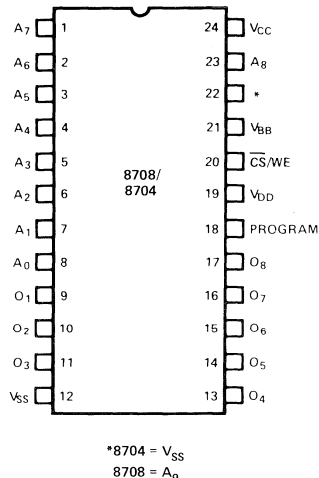 A7 1 24 VCC
A6 2 23 A8
A5 3 22 *
A4 4 21 VBB
A3 5 20 C̅S̅/WE
8708/
8704
A2 6 19 VDD
A1 7 18 PROGRAM
A0 8 17 O8
O1 9 16 O7
O2 10 15 O6
O3 11 14 O5
VSS 12 13 O4
*8704 = VSS
8708 = A9